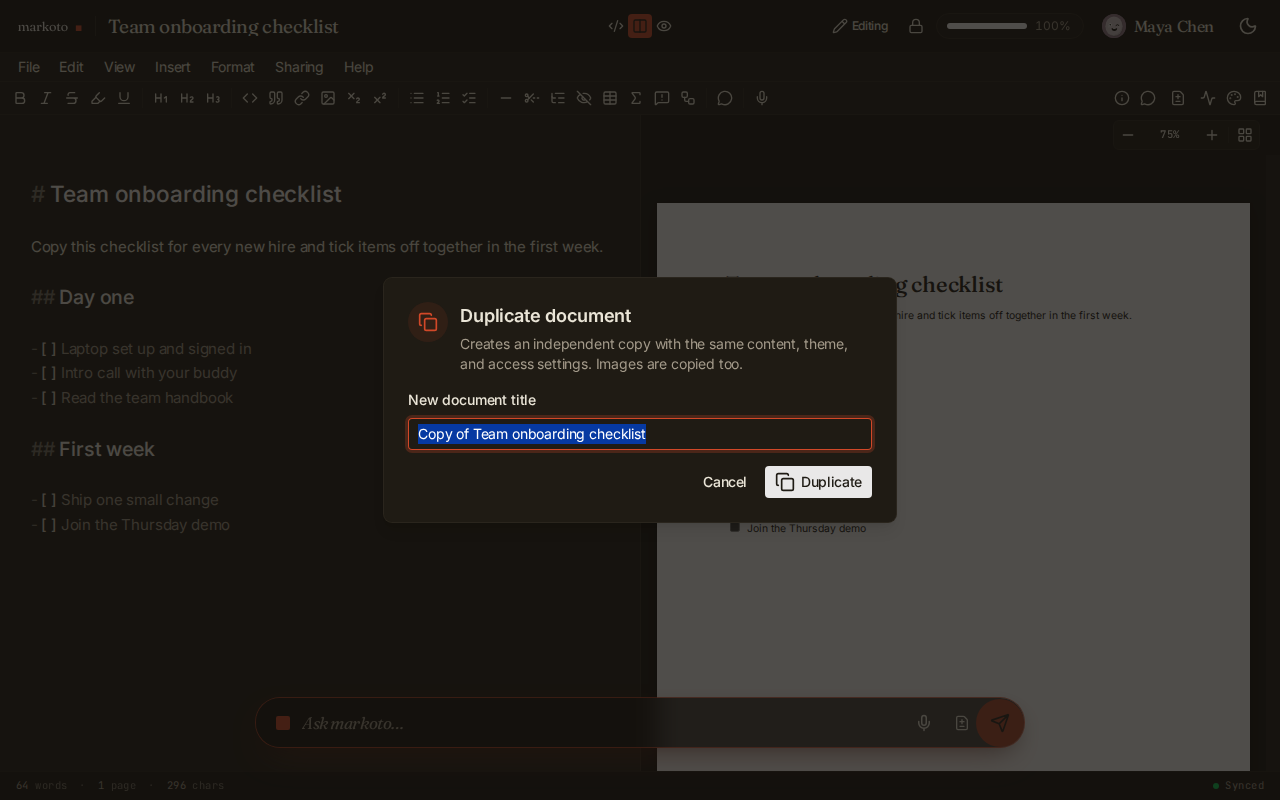 markoto
Team onboarding checklist
Editing
100%
Maya Chen
File Edit View Insert Format Sharing Help
H1 H2 H3
75%
# Team onboarding checklist
Copy this checklist for every new hire and tick items off together in the first week.
## Day one
- [ ] Laptop set up and signed in
- [ ] Intro call with your buddy
- [ ] Read the team handbook
## First week
- [ ] Ship one small change
- [ ] Join the Thursday demo
g checklist
hire and tick items off together in the first week.
Join the Thursday demo
Duplicate document
Creates an independent copy with the same content, theme,
and access settings. Images are copied too.
New document title
Copy of Team onboarding checklist
Cancel
Duplicate
Ask markoto...
64 words · 1 page · 296 chars
Synced